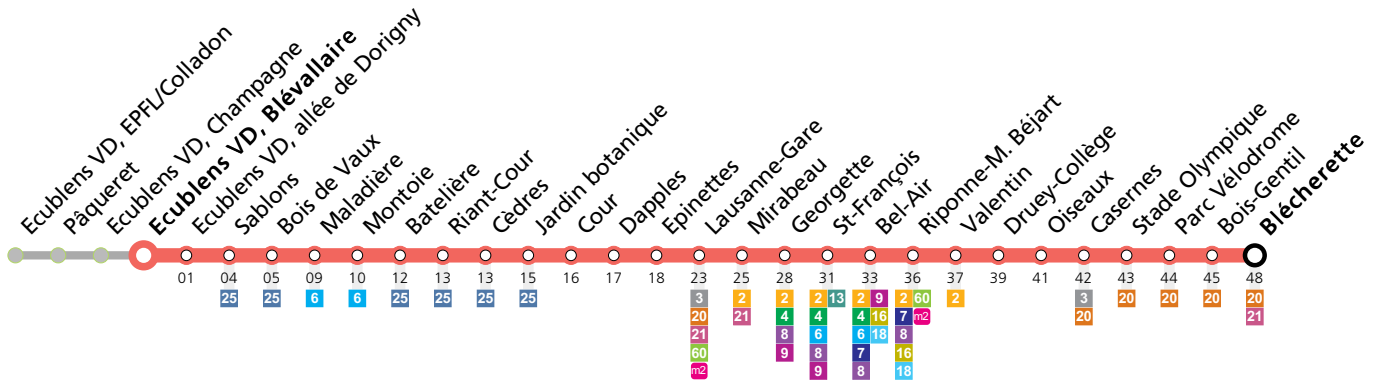 Ecublens VD, EPFL/Colladon
Pâqueret
Ecublens VD, Champagne
Ecublens VD, Blévallaire
Ecublens VD, allée de Dorigny
Sablons
Bois de Vaux
Maladière
Montoie
Batelière
Riant-Cour
Cèdres
Jardin botanique
Cour
Dapples
Epinettes
Lausanne-Gare
Mirabeau
Georgette
St-François
Bel-Air
Riponne-M. Béjart
Valentin
Druey-Collège
Oiseaux
Casernes
Stade Olympique
Parc Vélodrome
Bois-Gentil
Blécherette
01 04 05 09 10 12 13 13 15 16 17 18 23 25 28 31 33 36 37 39 41 42 43 44 45 48
25 25 6 6 25 25 25 25 3 2 2 2 13 2 9 2 60 2 3 20 20 20 20
20 21 4 4 4 16 7 m2 20 21
21 8 6 6 18 8
60 9 8 7 16
m2 9 8 18